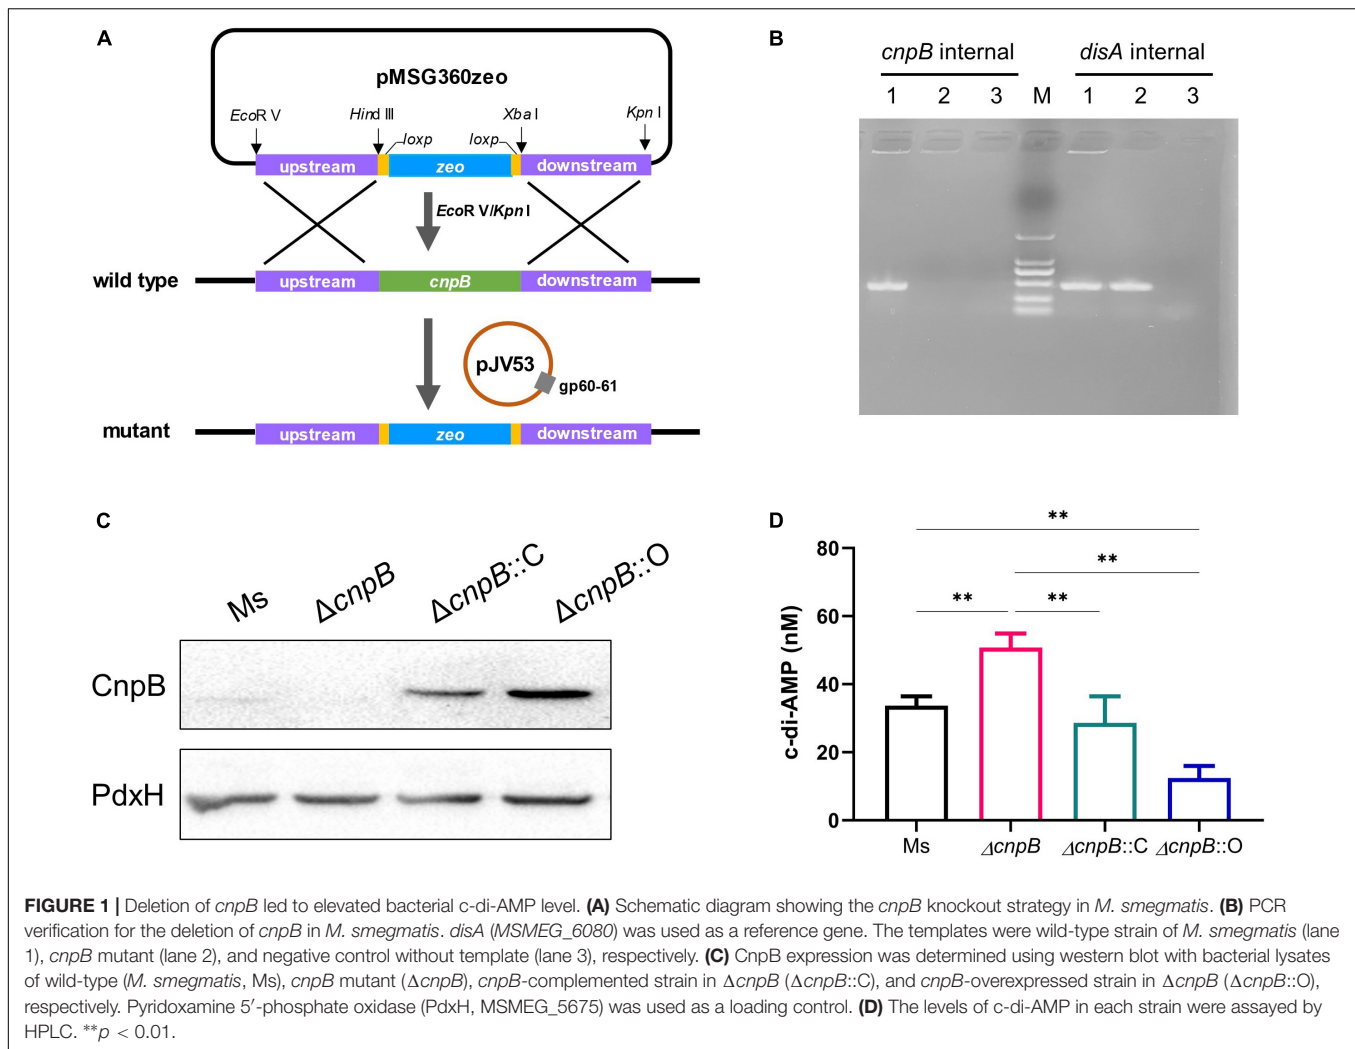 A
pMSG360zeo
EcoR V
Hind III
loxp
loxp
Xba I
Kpn I
upstream
zeo
downstream
EcoR V/Kpn I
wild type
upstream
cnpB
downstream
pJV53
gp60-61
mutant
upstream
zeo
downstream
B
cnpB internal
disA internal
1 2 3 M 1 2 3
C
Ms
ΔcnpB
ΔcnpB::C
ΔcnpB::O
CnpB
PdxH
D
**
**
** **
80
60
40
20
0
c-di-AMP (nM)
Ms ΔcnpB ΔcnpB::C ΔcnpB::O
FIGURE 1 | Deletion of cnpB led to elevated bacterial c-di-AMP level. (A) Schematic diagram showing the cnpB knockout strategy in M. smegmatis. (B) PCR
verification for the deletion of cnpB in M. smegmatis. disA (MSMEG_6080) was used as a reference gene. The templates were wild-type strain of M. smegmatis (lane
1), cnpB mutant (lane 2), and negative control without template (lane 3), respectively. (C) CnpB expression was determined using western blot with bacterial lysates
of wild-type (M. smegmatis, Ms), cnpB mutant (ΔcnpB), cnpB-complemented strain in ΔcnpB (ΔcnpB::C), and cnpB-overexpressed strain in ΔcnpB (ΔcnpB::O),
respectively. Pyridoxamine 5′-phosphate oxidase (PdxH, MSMEG_5675) was used as a loading control. (D) The levels of c-di-AMP in each strain were assayed by
HPLC. **p < 0.01.